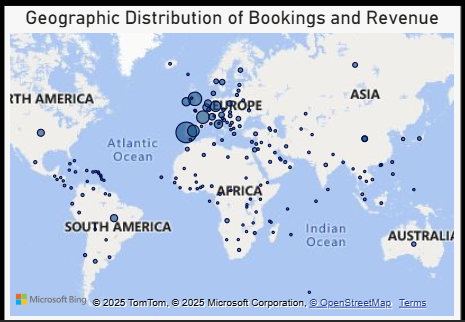 Geographic Distribution of Bookings and Revenue
RTH AMERICA
EUROPE
ASIA
Atlantic
Ocean
AFRICA
SOUTH AMERICA
Indian
Ocean
AUSTRALIA
Microsoft Bing
© 2025 TomTom, © 2025 Microsoft Corporation, © OpenStreetMap Terms